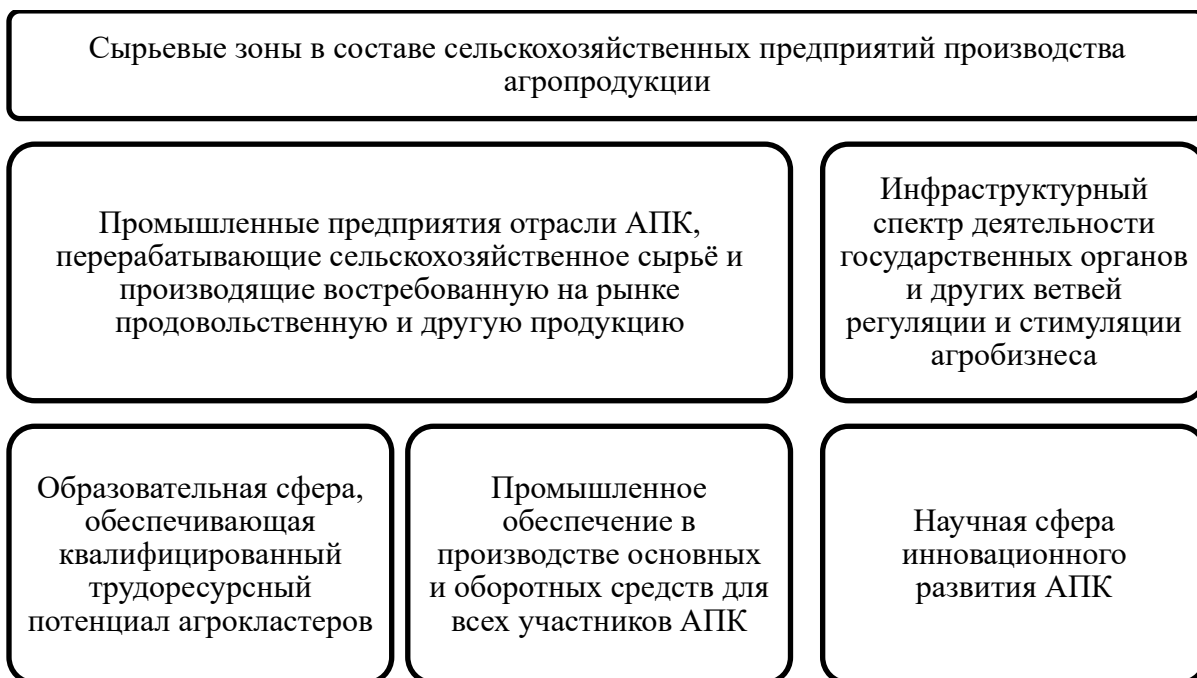 Сырьевые зоны в составе сельскохозяйственных предприятий производства
агропродукции
Промышленные предприятия отрасли АПК,
перерабатывающие сельскохозяйственное сырьё и
производящие востребованную на рынке
продовольственную и другую продукцию
Инфраструктурный
спектр деятельности
государственных органов
и других ветвей
регуляции и стимуляции
агробизнеса
Образовательная сфера,
обеспечивающая
квалифицированный
трудоресурсный
потенциал агрокластеров
Промышленное
обеспечение в
производстве основных
и оборотных средств для
всех участников АПК
Научная сфера
инновационного
развития АПК